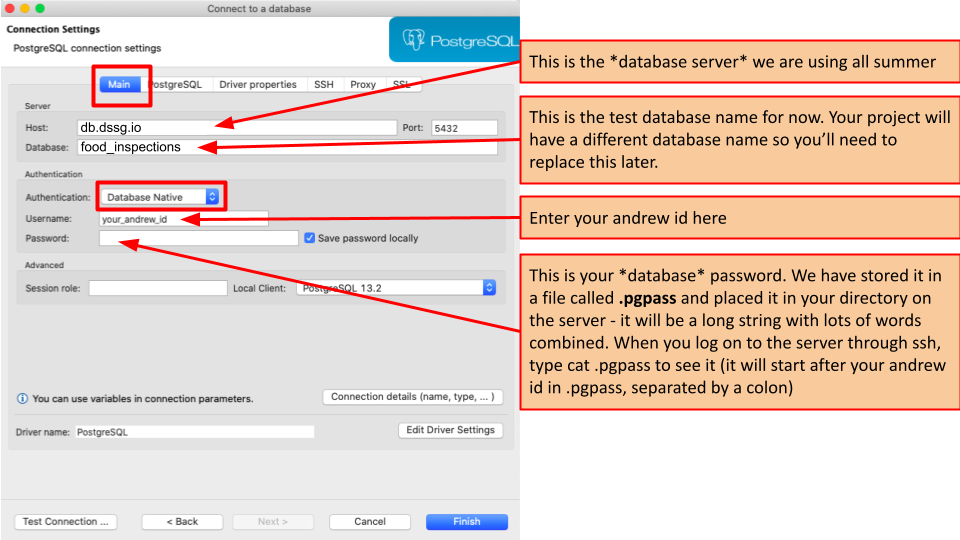 Connect to a database
Connection Settings
PostgreSQL connection settings
PostgreSQL
Main PostgreSQL Driver properties SSH Proxy SSL
Server
Host: db.dssg.io Port: 5432
Database: food_inspections
Authentication
Authentication: Database Native
Username: your_andrew_id
Password: Save password locally
Advanced
Session role: Local Client: PostgreSQL 13.2
You can use variables in connection parameters. Connection details (name, type, ... )
Driver name: PostgreSQL Edit Driver Settings
Test Connection ... < Back Next > Cancel Finish
This is the *database server* we are using all summer
This is the test database name for now. Your project will
have a different database name so you’ll need to
replace this later.
Enter your andrew id here
This is your *database* password. We have stored it in
a file called .pgpass and placed it in your directory on
the server - it will be a long string with lots of words
combined. When you log on to the server through ssh,
type cat .pgpass to see it (it will start after your andrew
id in .pgpass, separated by a colon)